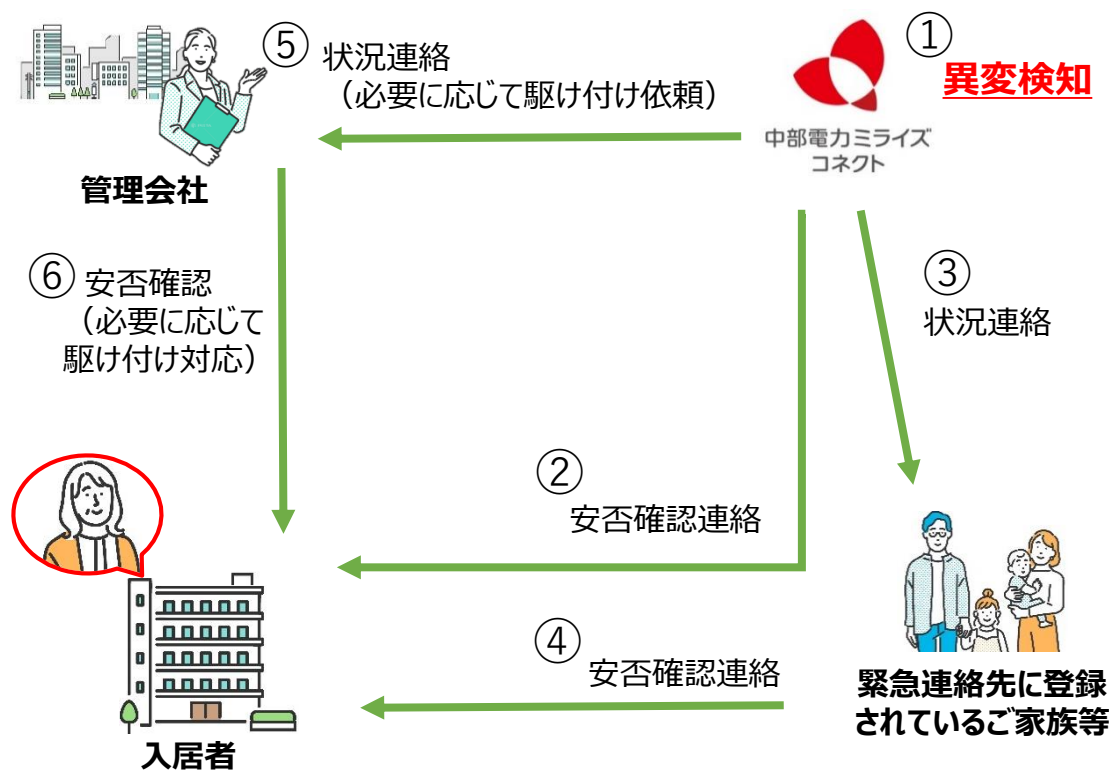 ①
異変検知
中部電力ミライズ
コネクト
⑤
状況連絡
（必要に応じて駆け付け依頼）
管理会社
⑥
安否確認
（必要に応じて
駆け付け対応）
③
状況連絡
②
安否確認連絡
④
安否確認連絡
緊急連絡先に登録
されているご家族等
入居者